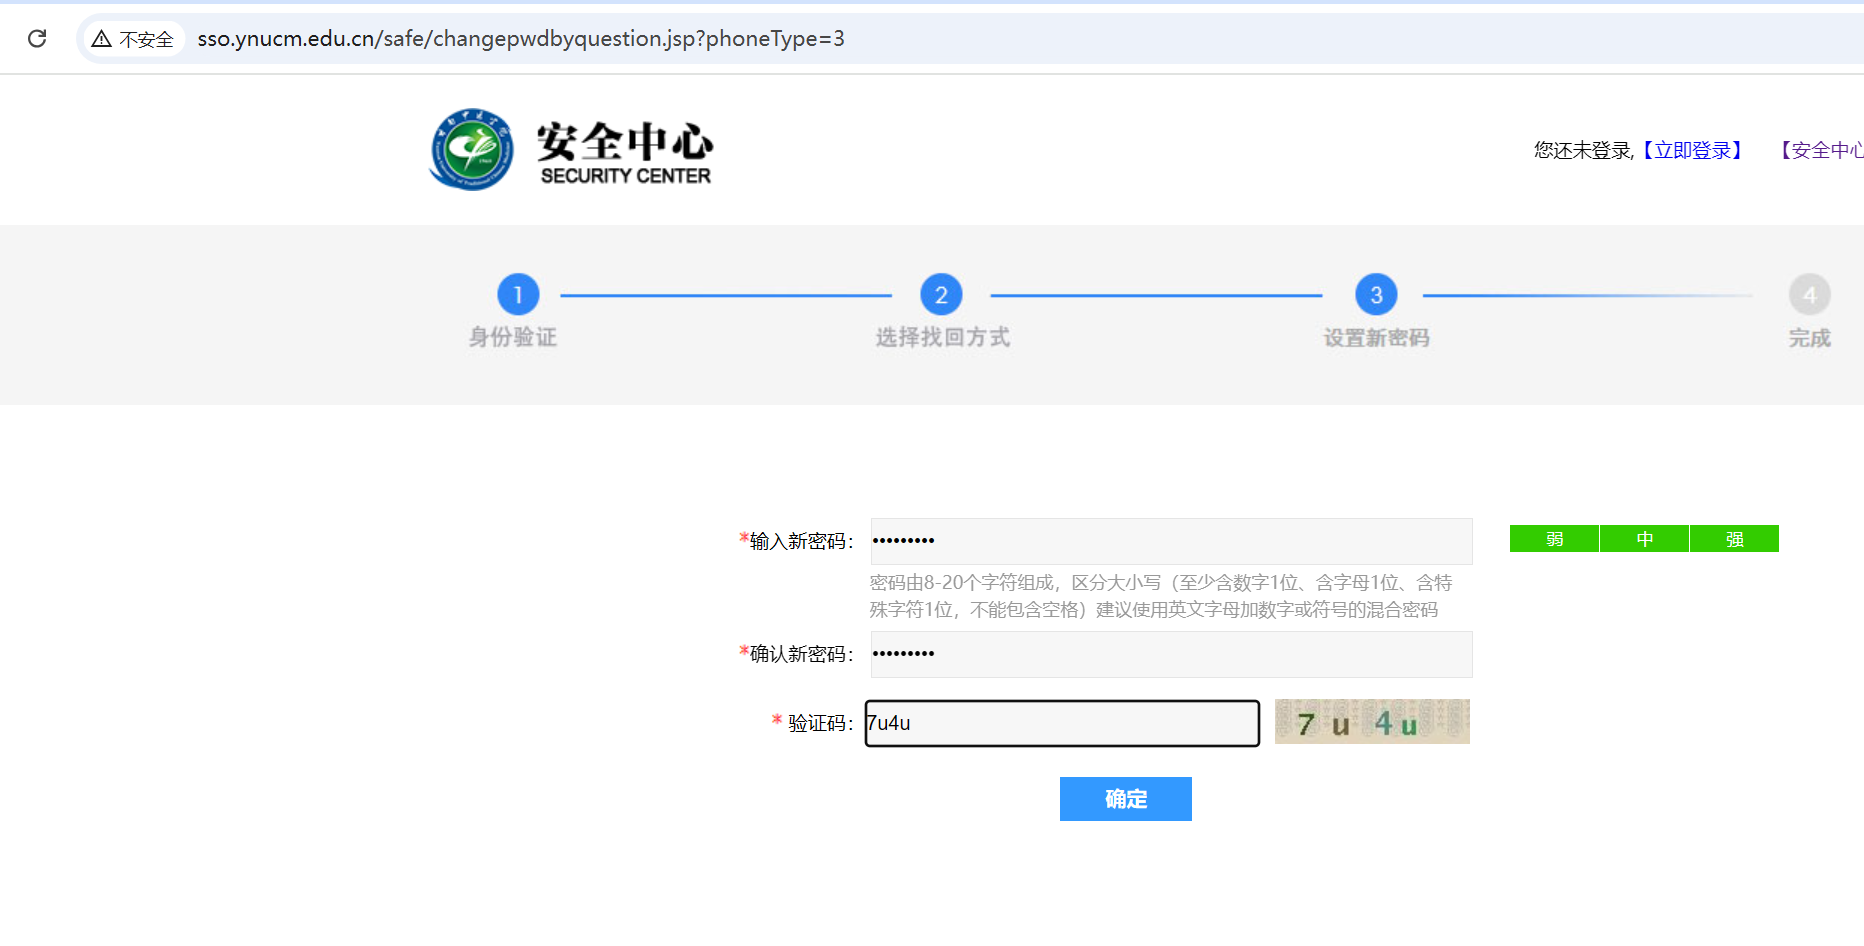 不安全 sso.ynucm.edu.cn/safe/changepwdbyquestion.jsp?phoneType=3
安全中心
SECURITY CENTER
您还未登录,【立即登录】 【安全中心
1 2 3 4
身份验证 选择找回方式 设置新密码 完成
*输入新密码: ••••••••• 弱 中 强
密码由8-20个字符组成，区分大小写（至少含数字1位、含字母1位、含特
殊字符1位，不能包含空格）建议使用英文字母加数字或符号的混合密码
*确认新密码: •••••••••
* 验证码: 7u4u 7 u 4 u
确定